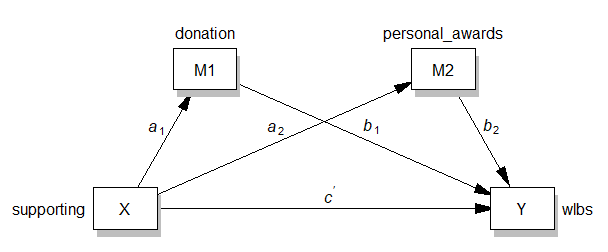 donation
personal_awards
M1
M2
a1
a2
b1
b2
supporting
X
c'
Y
wlbs